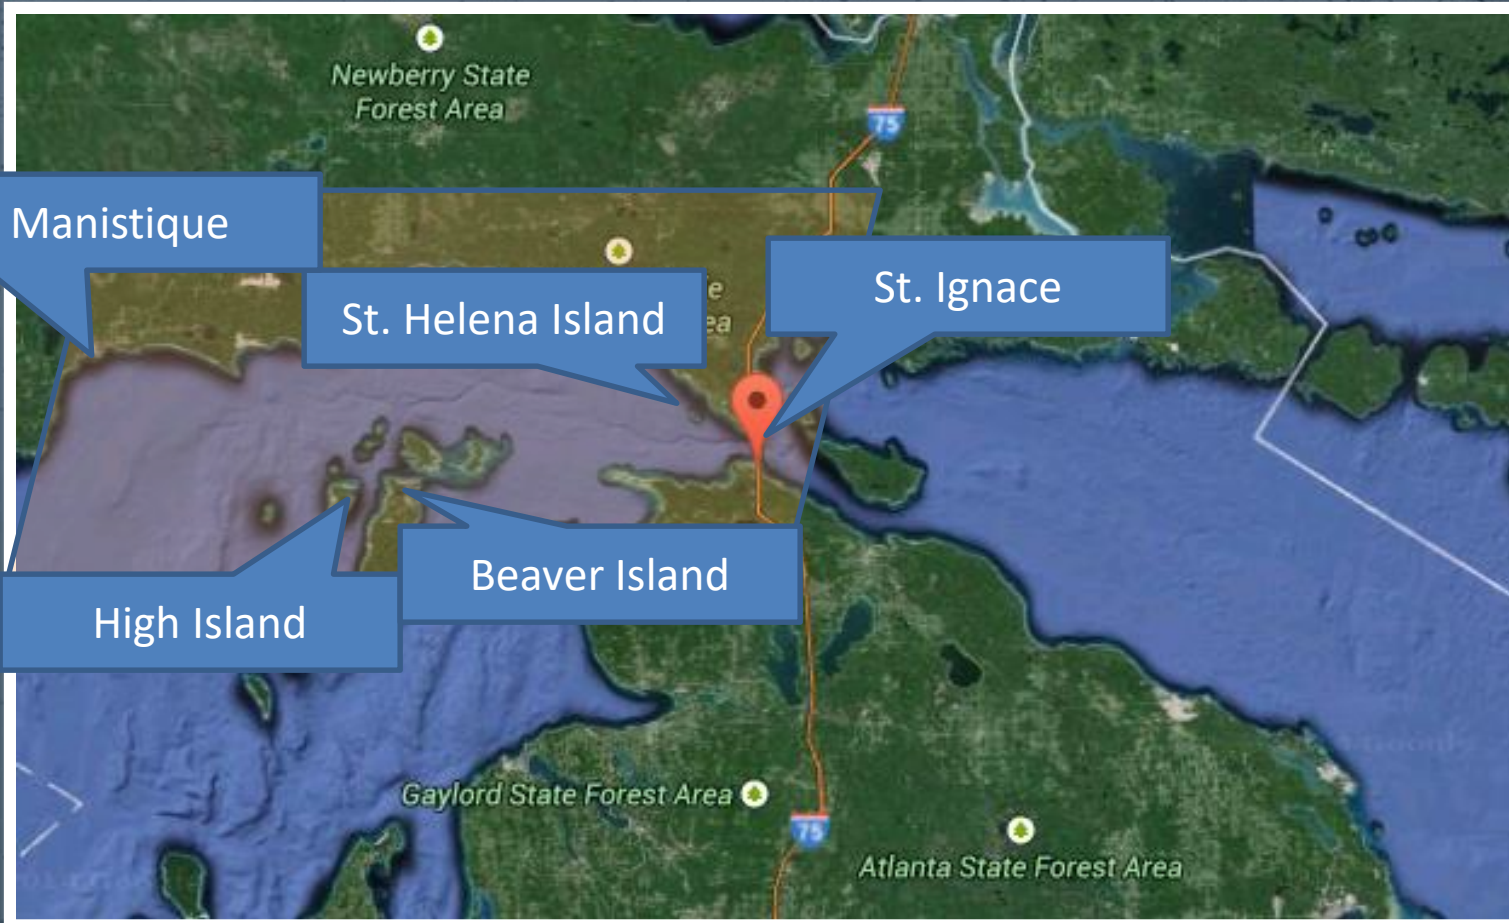 Newberry State
Forest Area
75
Manistique
St. Helena Island
St. Ignace
High Island
Beaver Island
Gaylord State Forest Area
75
Atlanta State Forest Area